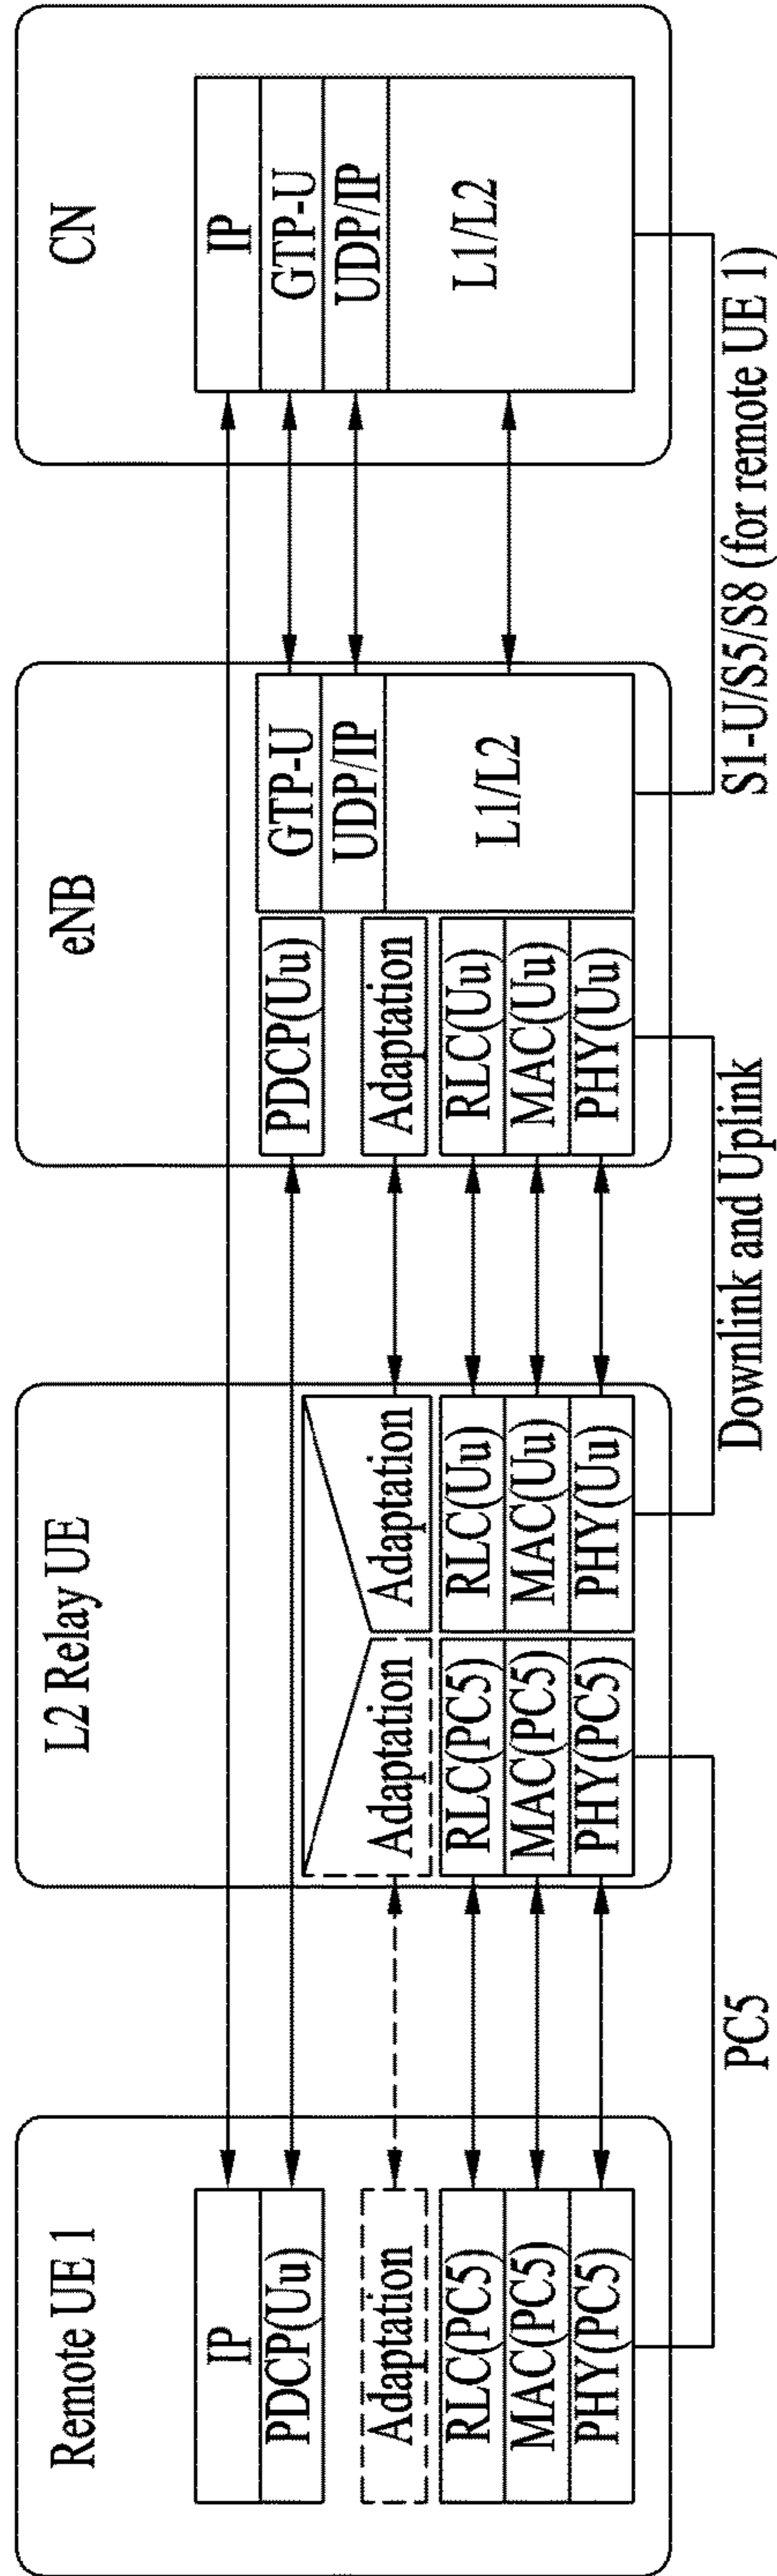 Remote UE 1
IP
PDCP(Uu)
Adaptation
RLC(PC5)
MAC(PC5)
PHY(PC5)
PC5
L2 Relay UE
Adaptation
Adaptation
RLC(PC5)
RLC(Uu)
MAC(PC5)
MAC(Uu)
PHY(PC5)
PHY(Uu)
Downlink and Uplink
eNB
PDCP(Uu)
GTP-U
UDP/IP
Adaptation
L1/L2
RLC(Uu)
MAC(Uu)
PHY(Uu)
S1-U/S5/S8 (for remote UE 1)
CN
IP
GTP-U
UDP/IP
L1/L2